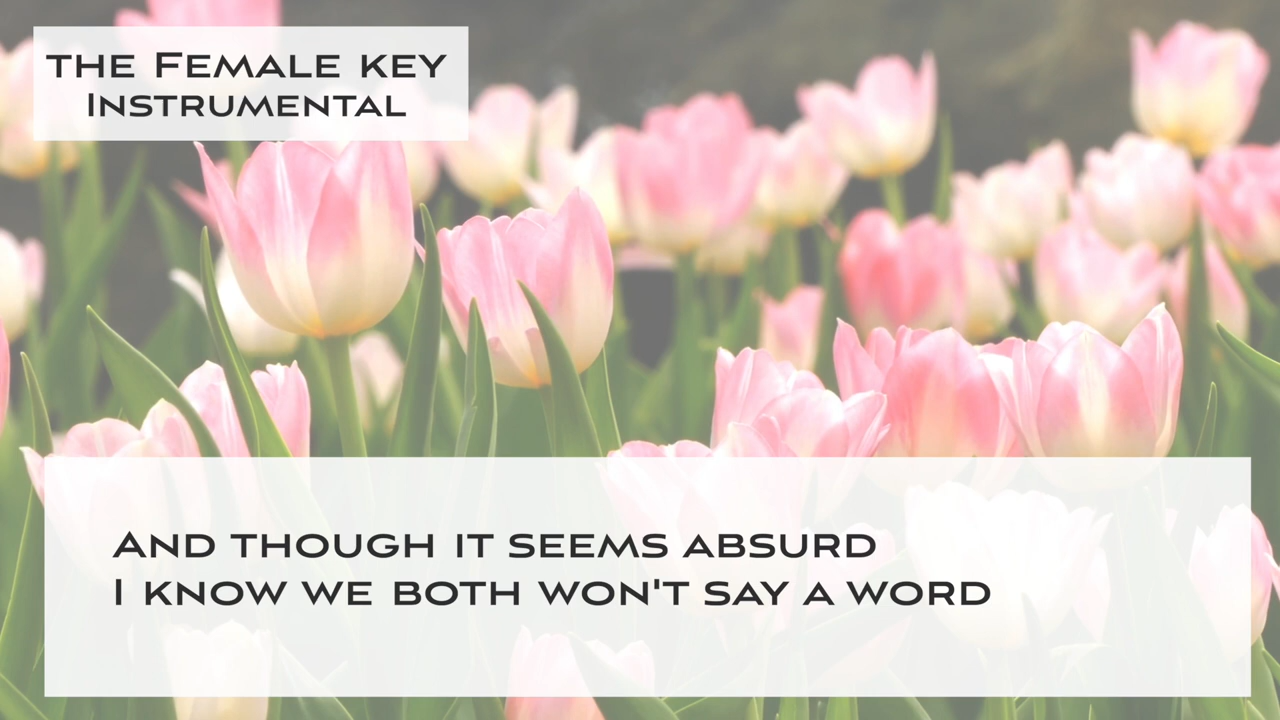 THE FEMALE KEY
INSTRUMENTAL
AND THOUGH IT SEEMS ABSURD
I KNOW WE BOTH WON'T SAY A WORD